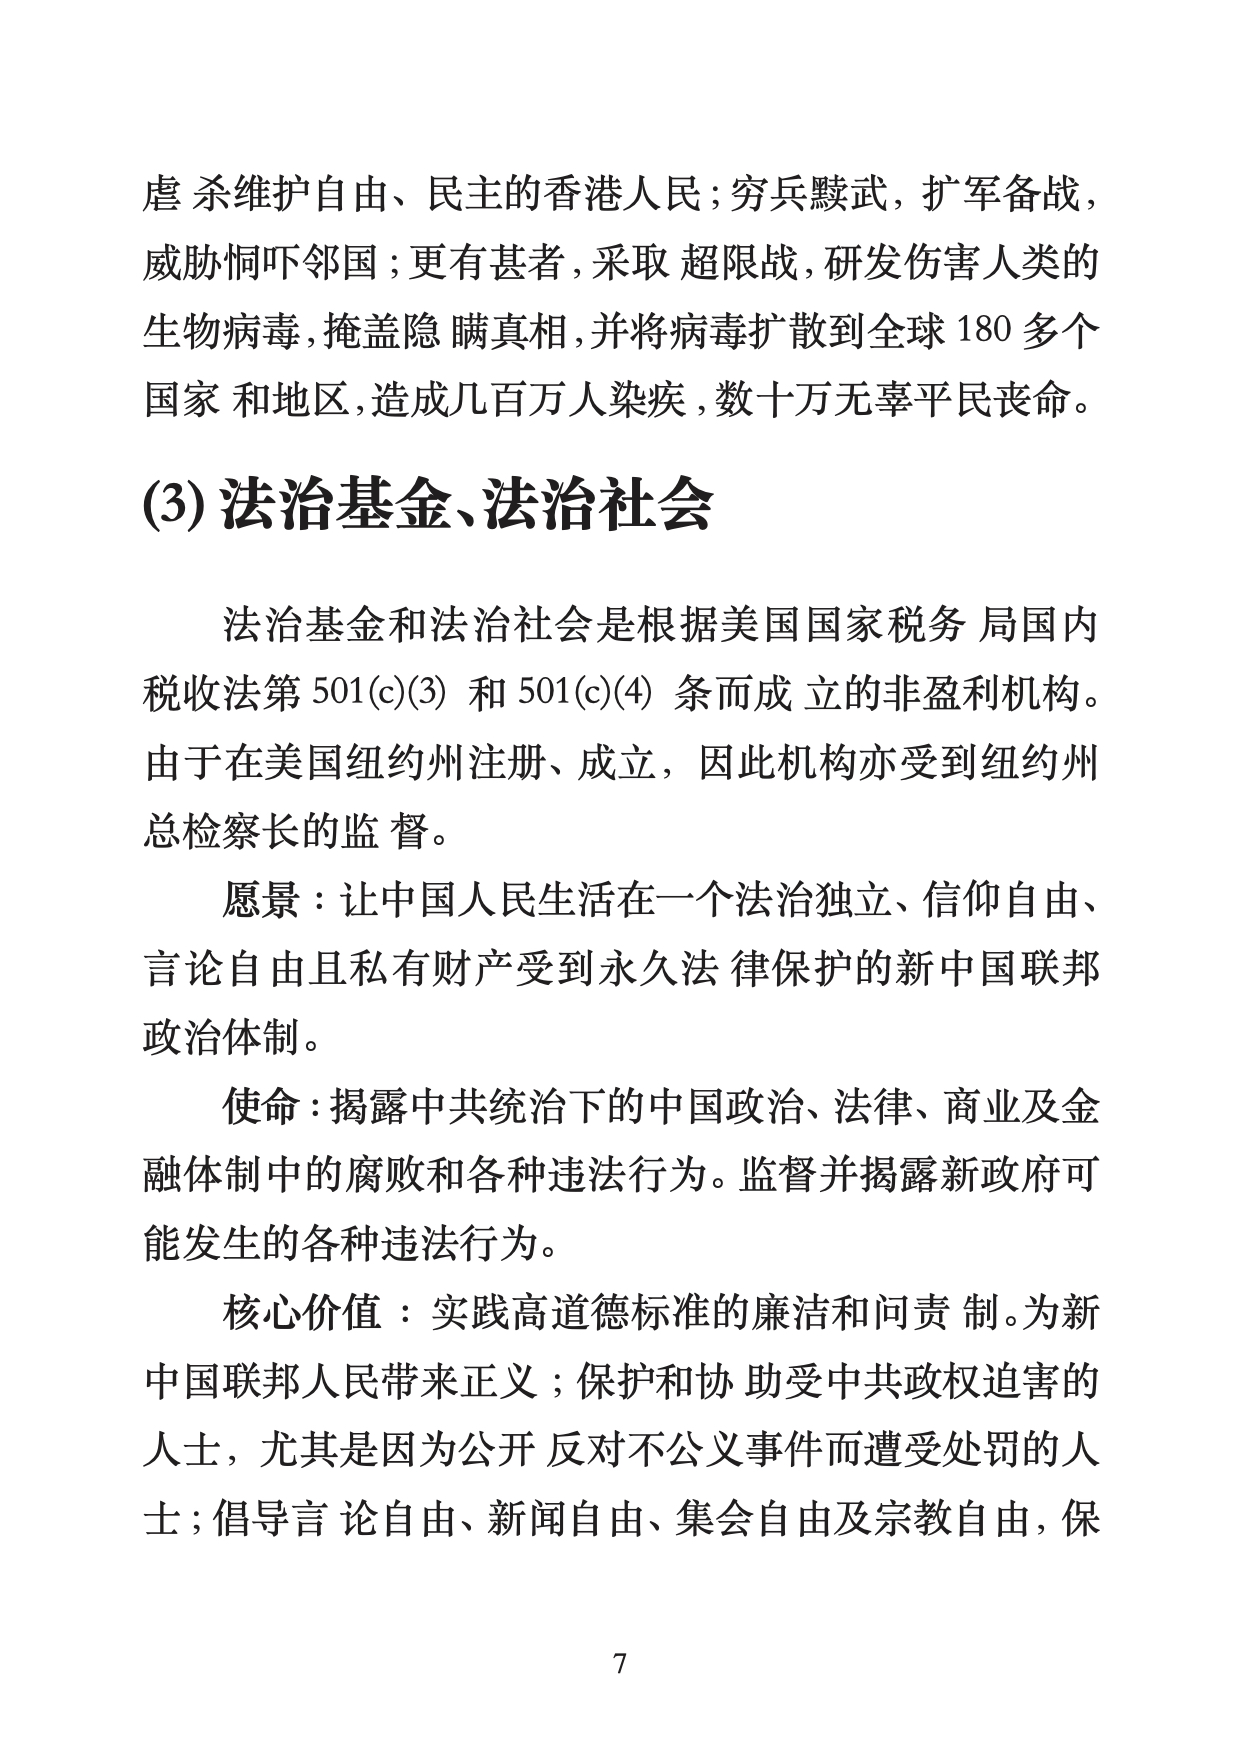 虐 杀维护自由、民主的香港人民；穷兵黩武，扩军备战，
威胁恫吓邻国；更有甚者，采取 超限战，研发伤害人类的
生物病毒，掩盖隐 瞒真相，并将病毒扩散到全球 180 多个
国家 和地区，造成几百万人染疾，数十万无辜平民丧命。
(3) 法治基金、法治社会
法治基金和法治社会是根据美国国家税务 局国内
税收法第 501(c)(3) 和 501(c)(4) 条而成 立的非盈利机构。
由于在美国纽约州注册、成立，因此机构亦受到纽约州
总检察长的监 督。
愿景：让中国人民生活在一个法治独立、信仰自由、
言论自由且私有财产受到永久法 律保护的新中国联邦
政治体制。
使命：揭露中共统治下的中国政治、法律、商业及金
融体制中的腐败和各种违法行为。监督并揭露新政府可
能发生的各种违法行为。
核心价值：实践高道德标准的廉洁和问责 制。为新
中国联邦人民带来正义；保护和协 助受中共政权迫害的
人士，尤其是因为公开 反对不公义事件而遭受处罚的人
士；倡导言 论自由、新闻自由、集会自由及宗教自由，保
7